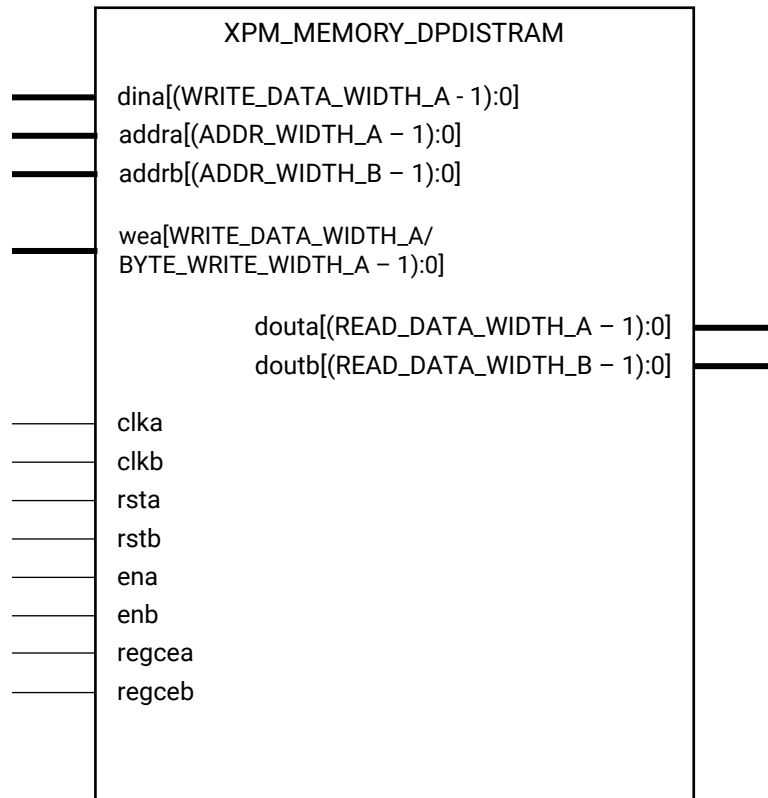 XPM_MEMORY_DPDISTRAM
dina[(WRITE_DATA_WIDTH_A - 1):0]
addra[(ADDR_WIDTH_A – 1):0]
addrb[(ADDR_WIDTH_B – 1):0]
wea[WRITE_DATA_WIDTH_A/
BYTE_WRITE_WIDTH_A – 1):0]
douta[(READ_DATA_WIDTH_A – 1):0]
doutb[(READ_DATA_WIDTH_B – 1):0]
clka
clkb
rsta
rstb
ena
enb
regcea
regceb